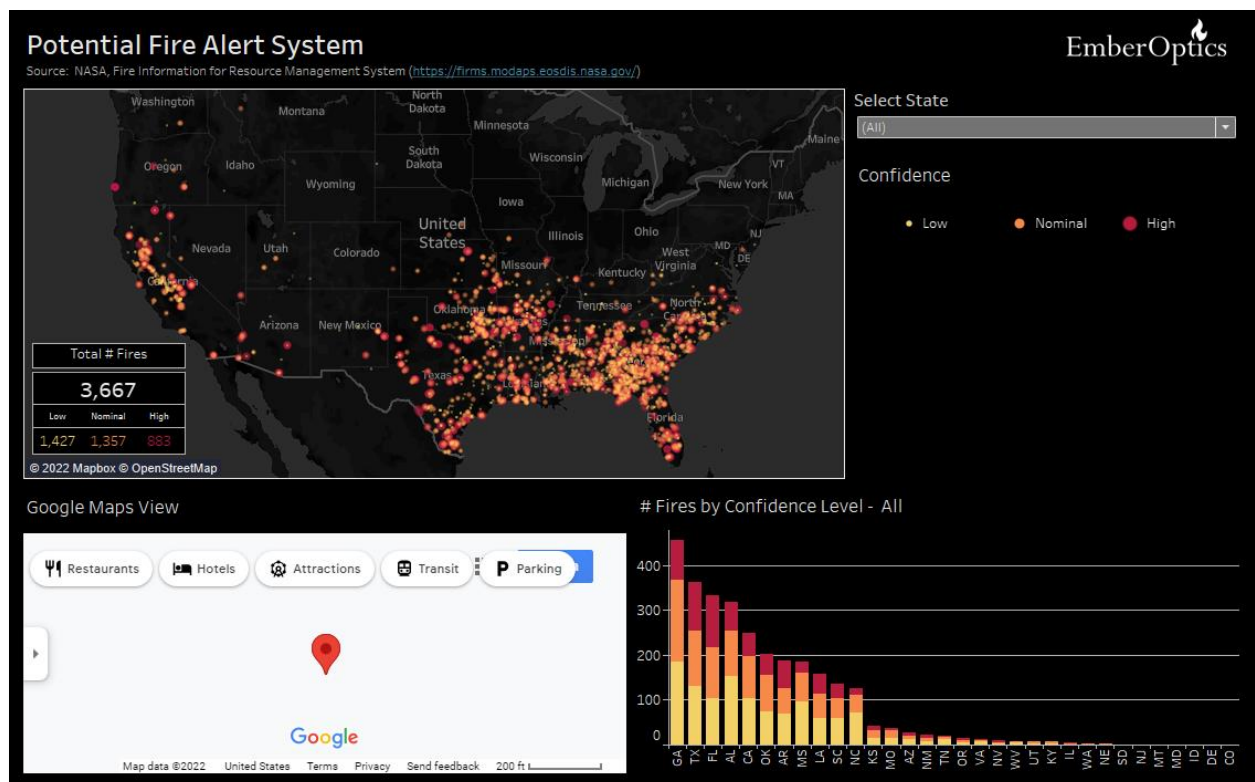 Potential Fire Alert System
EmberOptics
Source: NASA, Fire Information for Resource Management System (https://firms.modaps.eosdis.nasa.gov/)
Washington
Montana
North
Dakota
Minnesota
Maine
Oregon
Idaho
South
Dakota
Wisconsin
VT
Wyoming
Michigan
New York
MA
Iowa
United
States
Nevada
Utah
Colorado
Illinois
Ohio
NJ
MD
DE
West
Virginia
Missouri
Kentucky
California
Oklahoma
Tennessee
North
Arizona
New Mexico
Texas
Florida
Total # Fires
3,667
Low Nominal High
1,427 1,357 883
© 2022 Mapbox © OpenStreetMap
Select State
(All)
Confidence
Low Nominal High
Google Maps View
Restaurants Hotels Attractions Transit Parking
Google
Map data ©2022 United States Terms Privacy Send feedback 200 ft
# Fires by Confidence Level - All
400
300
200
100
0
GA TX FL AL CA OK AR MS LA SC NC KS MO AZ NM TN OR VA NV WV UT KY IL WA NE SD NJ MT MD ID DE CO